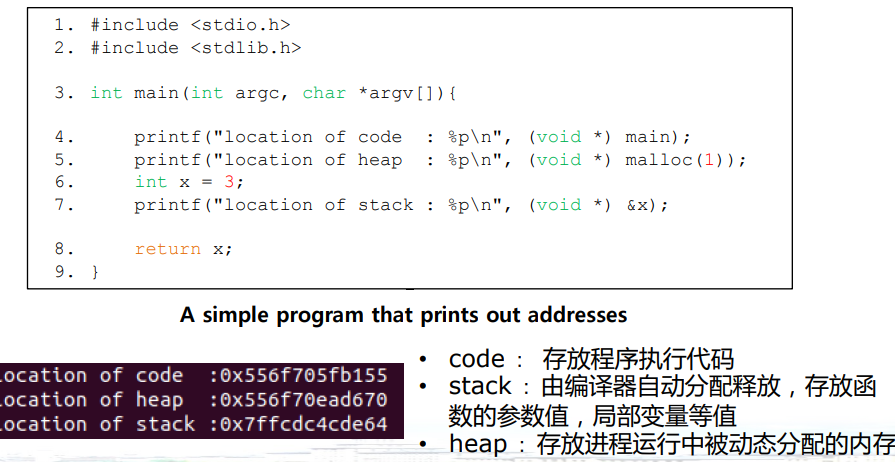 1. #include <stdio.h>
2. #include <stdlib.h>
3. int main(int argc, char *argv[]){
4. printf("location of code  : %p\n", (void *) main);
5. printf("location of heap  : %p\n", (void *) malloc(1));
6. int x = 3;
7. printf("location of stack : %p\n", (void *) &x);
8. return x;
9. }
A simple program that prints out addresses
location of code  :0x556f705fb155
location of heap  :0x556f70ead670
location of stack :0x7ffcdc4cde64
• code： 存放程序执行代码
• stack：由编译器自动分配释放，存放函
数的参数值，局部变量等值
• heap：存放进程运行中被动态分配的内存